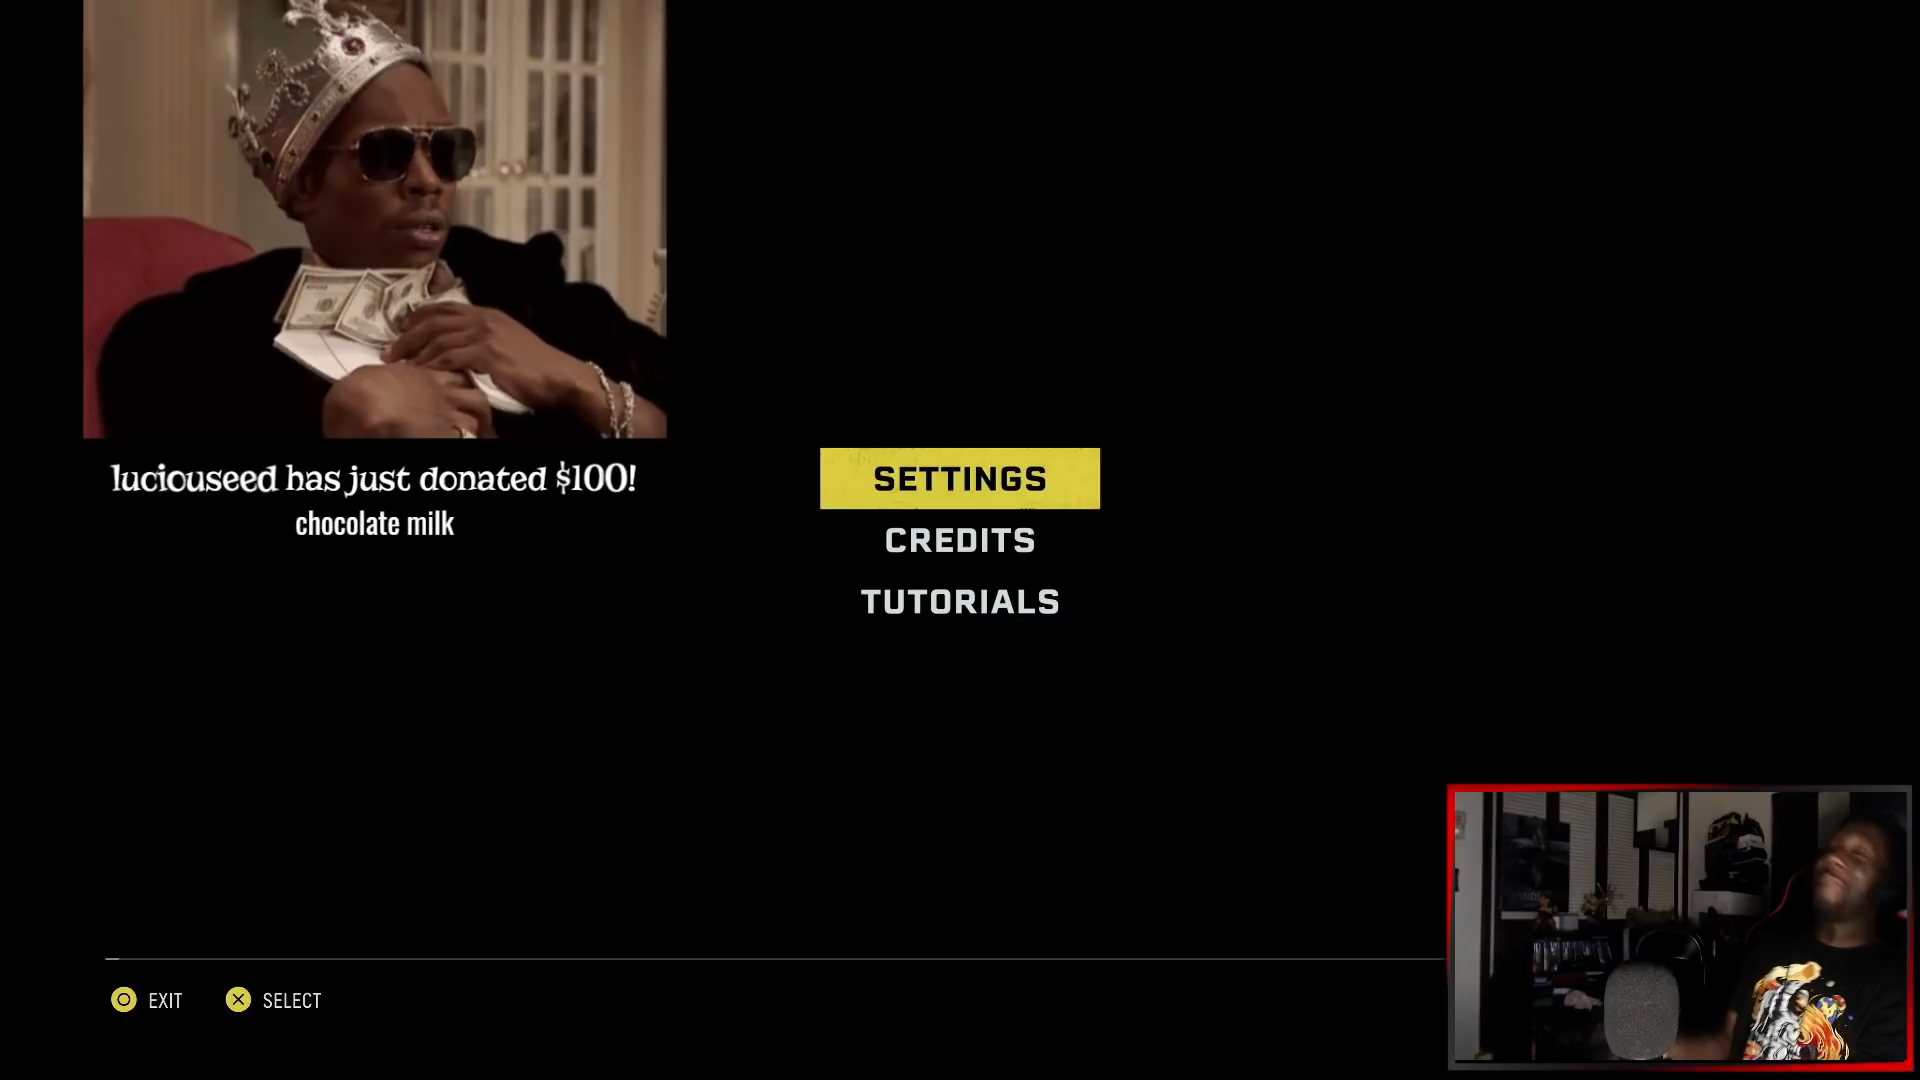 luciouseed has just donated $100!
chocolate milk
SETTINGS
CREDITS
TUTORIALS
EXIT
SELECT